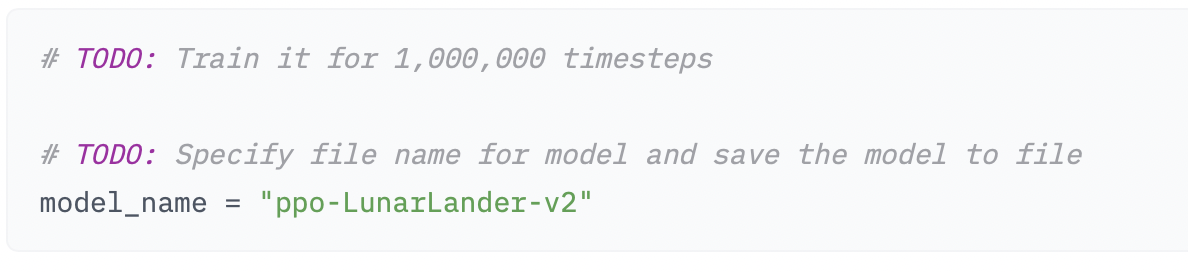 # TODO: Train it for 1,000,000 timesteps
# TODO: Specify file name for model and save the model to file
model_name = "ppo-LunarLander-v2"